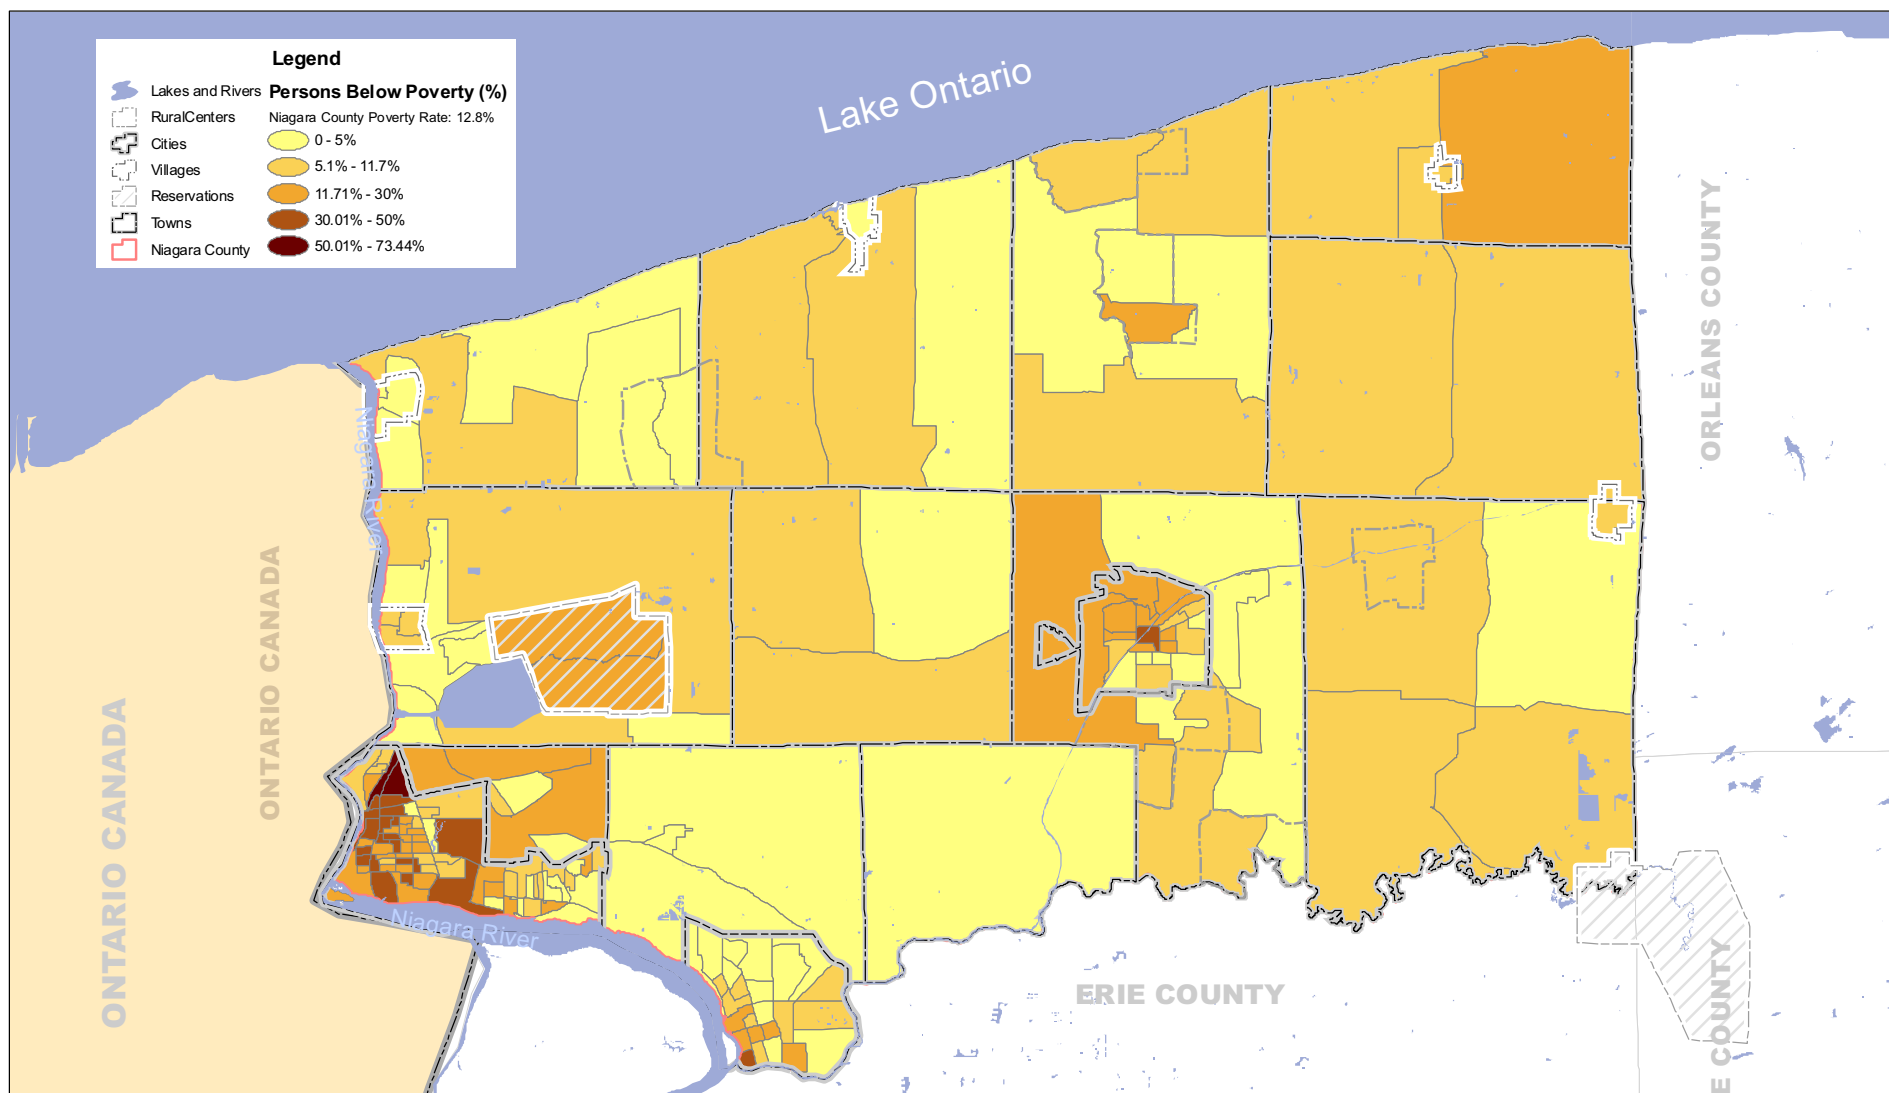 Legend
Lakes and Rivers
RuralCenters
Cities
Villages
Reservations
Towns
Niagara County
Persons Below Poverty (%)
Niagara County Poverty Rate: 12.8%
0 - 5%
5.1% - 11.7%
11.71% - 30%
30.01% - 50%
50.01% - 73.44%
Lake Ontario
ORLEANS COUNTY
Niagara River
ONTARIO CANADA
ONTARIO CANADA
Niagara River
ERIE COUNTY
E COUNTY